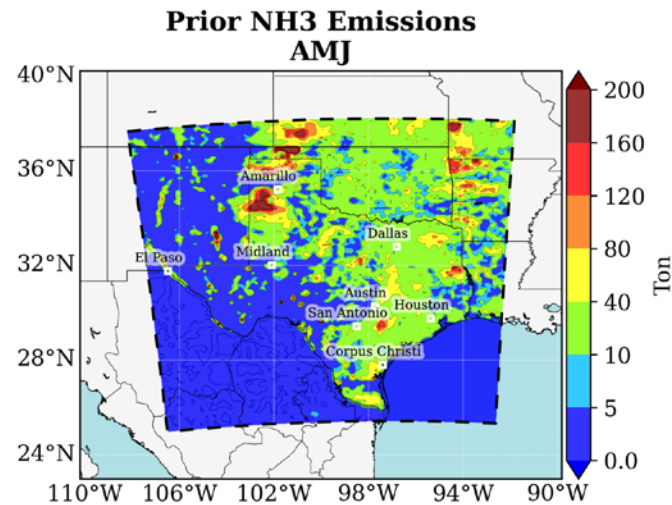 Prior NH3 Emissions
AMJ
40°N
36°N
32°N
28°N
24°N
110°W 106°W 102°W 98°W 94°W 90°W
Amarillo
Dallas
Midland
El Paso
Austin
Houston
San Antonio
Corpus Christi
200
160
120
80
40
10
5
0.0
Ton